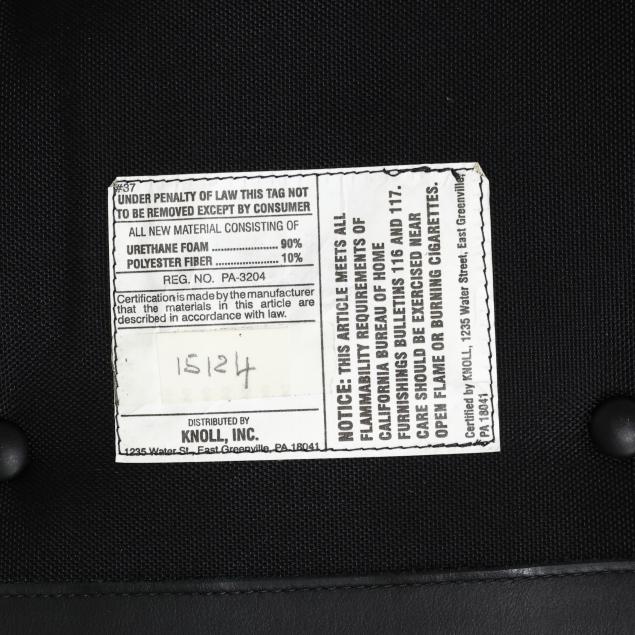 #37
UNDER PENALTY OF LAW THIS TAG NOT
TO BE REMOVED EXCEPT BY CONSUMER
ALL NEW MATERIAL CONSISTING OF
URETHANE FOAM ...................... 90%
POLYESTER FIBER ..................... 10%
REG. NO. PA-3204
Certification is made by the manufacturer
that the materials in this article are
described in accordance with law.
15124
DISTRIBUTED BY
KNOLL, INC.
1235 Water St., East Greenville, PA 18041
NOTICE: THIS ARTICLE MEETS ALL
FLAMMABILITY REQUIREMENTS OF
CALIFORNIA BUREAU OF HOME
FURNISHINGS BULLETINS 116 AND 117.
CARE SHOULD BE EXERCISED NEAR
OPEN FLAME OR BURNING CIGARETTES.
Certified by KNOLL, 1235 Water Street, East Greenville,
PA 18041